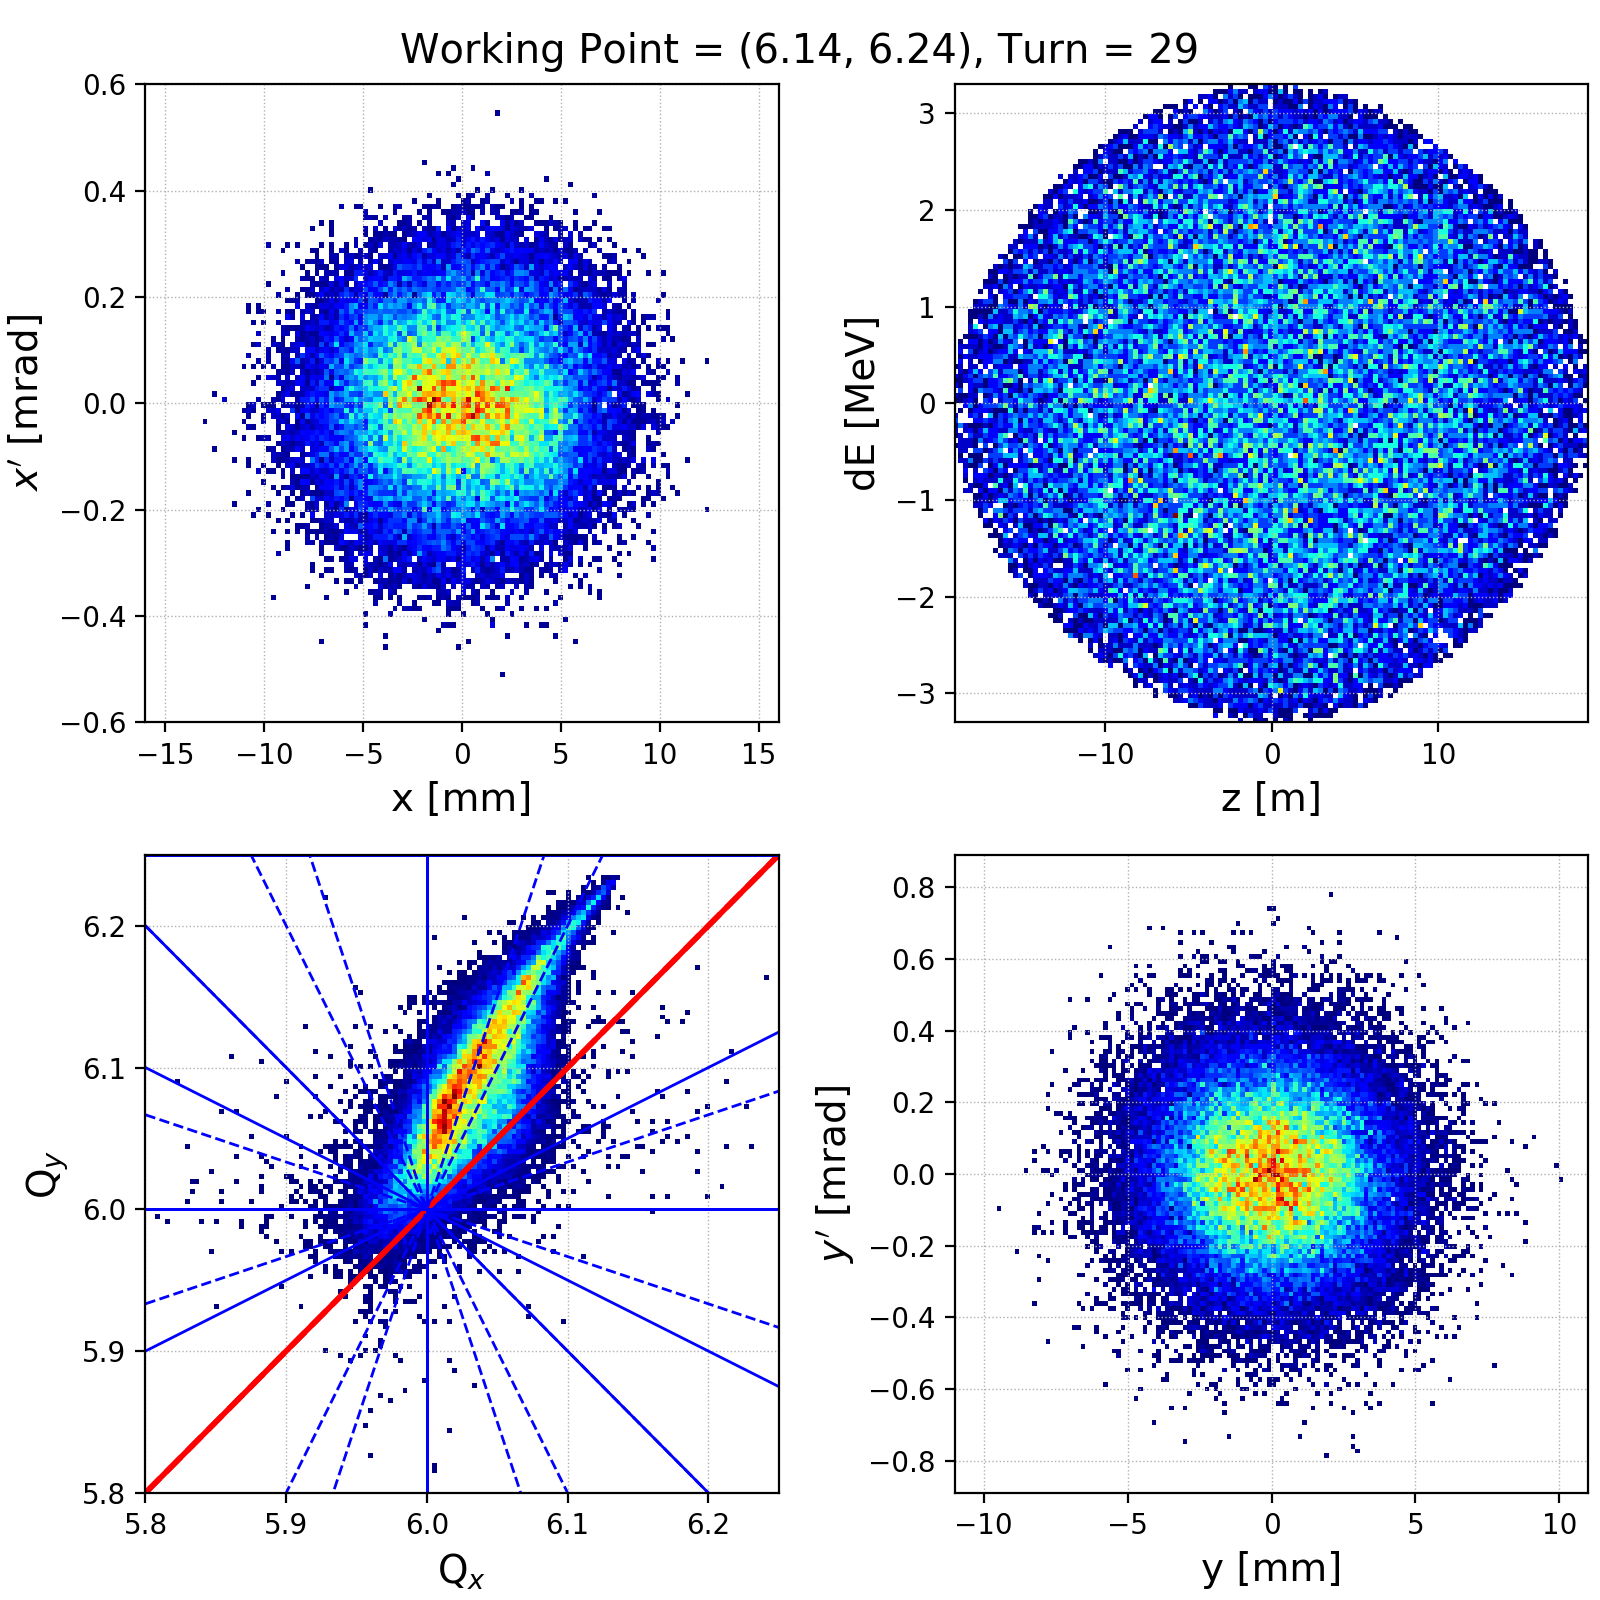 Working Point = (6.14, 6.24), Turn = 29
0.6
0.4
0.2
0.0
−0.2
−0.4
−0.6
x′ [mrad]
−15 −10 −5 0 5 10 15
x [mm]
3
2
1
0
−1
−2
−3
dE [MeV]
−10 0 10
z [m]
6.2
6.1
6.0
5.9
5.8
Qy
5.8 5.9 6.0 6.1 6.2
Qx
0.8
0.6
0.4
0.2
0.0
−0.2
−0.4
−0.6
−0.8
y′ [mrad]
−10 −5 0 5 10
y [mm]